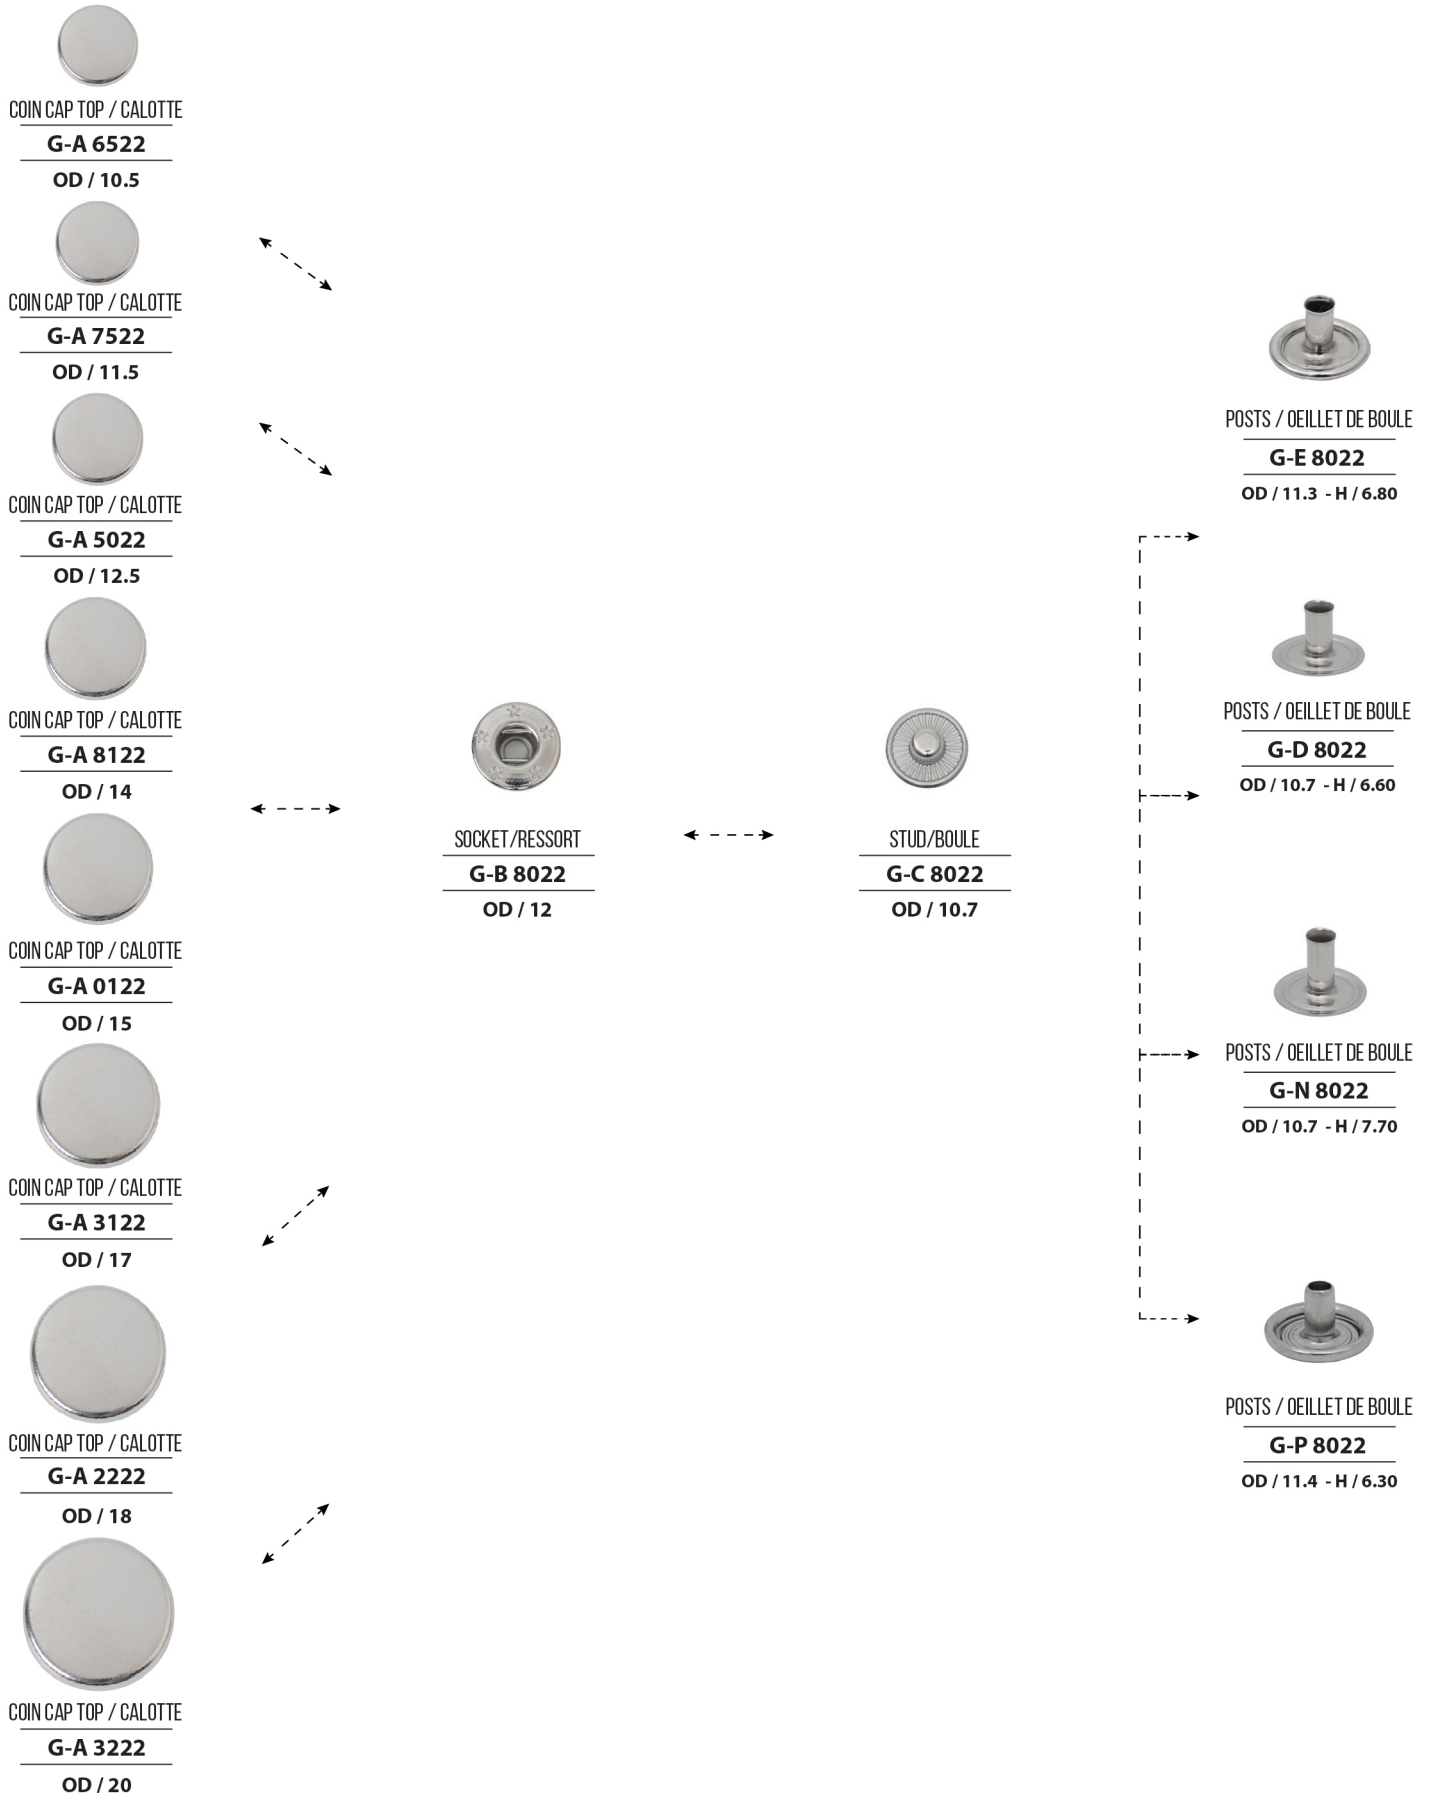 COIN CAP TOP / CALOTTE
G-A 6522
OD / 10.5
COIN CAP TOP / CALOTTE
G-A 7522
OD / 11.5
COIN CAP TOP / CALOTTE
G-A 5022
OD / 12.5
COIN CAP TOP / CALOTTE
G-A 8122
OD / 14
COIN CAP TOP / CALOTTE
G-A 0122
OD / 15
COIN CAP TOP / CALOTTE
G-A 3122
OD / 17
COIN CAP TOP / CALOTTE
G-A 2222
OD / 18
COIN CAP TOP / CALOTTE
G-A 3222
OD / 20
SOCKET/RESSORT
G-B 8022
OD / 12
STUD/BOULE
G-C 8022
OD / 10.7
POSTS / OEILLET DE BOULE
G-E 8022
OD / 11.3 - H / 6.80
POSTS / OEILLET DE BOULE
G-D 8022
OD / 10.7 - H / 6.60
POSTS / OEILLET DE BOULE
G-N 8022
OD / 10.7 - H / 7.70
POSTS / OEILLET DE BOULE
G-P 8022
OD / 11.4 - H / 6.30